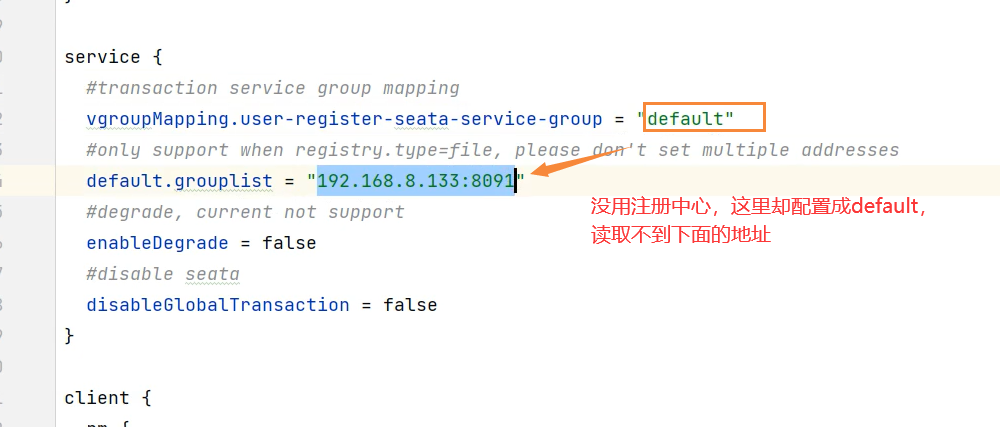 service {
#transaction service group mapping
vgroupMapping.user-register-seata-service-group = "default"
#only support when registry.type=file, please don't set multiple addresses
default.grouplist = "192.168.8.133:8091"
没用注册中心，这里却配置成default，
读取不到下面的地址
#degrade, current not support
enableDegrade = false
#disable seata
disableGlobalTransaction = false
}
client {